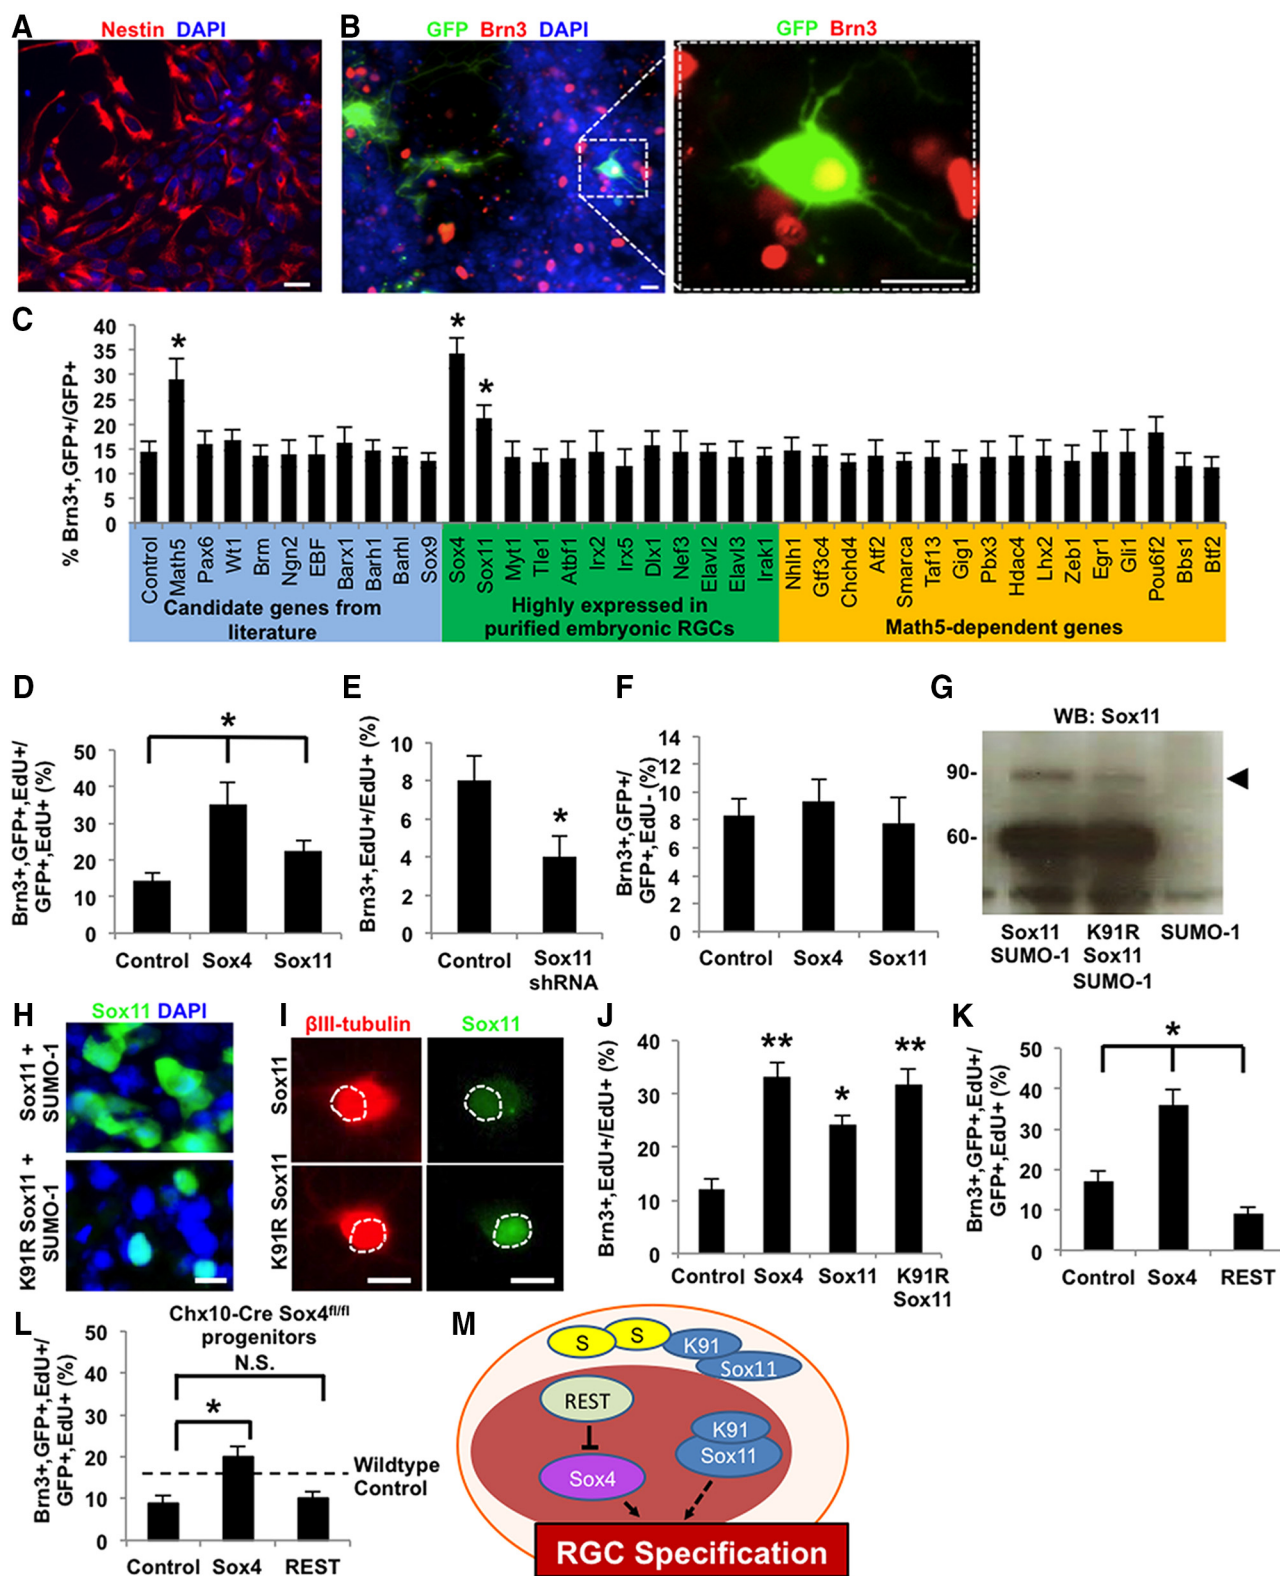 A
Nestin DAPI
B
GFP Brn3 DAPI
GFP Brn3
C
% Brn3+,GFP+/GFP+
40
35
30
25
20
15
10
5
0
*
*
*
Control
Math5
Pax6
Wt1
Brm
Ngn2
EBF
Barx1
Barh1
Barhl
Sox9
Sox4
Sox11
Myt1
Tle1
Atbf1
Irx2
Irx5
Dlx1
Nef3
Elavl2
Elavl3
Irak1
Nhlh1
Gtf3c4
Chchd4
Atf2
Smarca
Taf13
Gig1
Pbx3
Hdac4
Lhx2
Zeb1
Egr1
Gli1
Pou6f2
Bbs1
Btf2
Candidate genes from
literature
Highly expressed in
purified embryonic RGCs
Math5-dependent genes
D
Brn3+,GFP+,EdU+/
GFP+,EdU+ (%)
50
40
30
20
10
0
*
Control Sox4 Sox11
E
Brn3+,EdU+/EdU+ (%)
10
8
6
4
2
0
*
Control Sox11
shRNA
F
Brn3+,GFP+/
GFP+,EdU- (%)
14
12
10
8
6
4
2
0
Control Sox4 Sox11
G
WB: Sox11
90-
60-
Sox11
SUMO-1
K91R
Sox11
SUMO-1
SUMO-1
H
Sox11 DAPI
Sox11 +
SUMO-1
K91R Sox11 +
SUMO-1
I
βIII-tubulin
Sox11
Sox11
K91R Sox11
J
Brn3+,EdU+/EdU+ (%)
40
30
20
10
0
**
*
**
Control Sox4 Sox11 K91R
Sox11
K
Brn3+,GFP+,EdU+/
GFP+,EdU+ (%)
50
40
30
20
10
0
*
Control Sox4 REST
L
Chx10-Cre Sox4fl/fl
progenitors
Brn3+,GFP+,EdU+/
GFP+,EdU+ (%)
50
40
30
20
10
0
N.S.
*
Wildtype
Control
Control Sox4 REST
M
S
S
K91
Sox11
REST
Sox4
K91
Sox11
RGC Specification